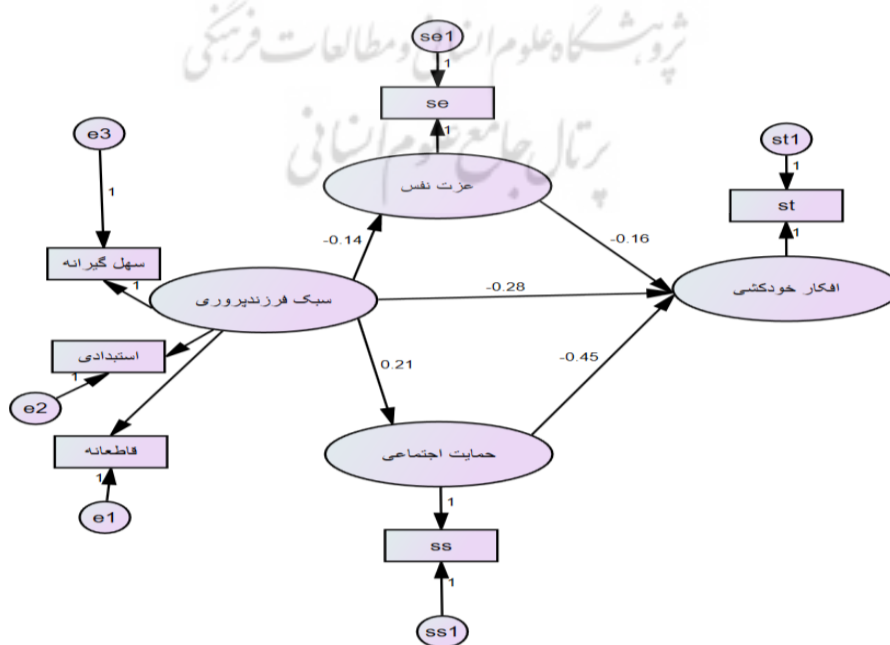 پژوهشگاه علوم انسانی و مطالعات فرهنگی
پرتال جامع علوم انسانی
se1
1
se
1
عزت نفس
e3
1
سهل گیرانه
1
سبک فرزندپروری
استبدادی
1
e2
قاطعانه
1
e1
-0.14
-0.16
-0.28
0.21
-0.45
st1
1
st
1
افکار خودکشی
حمایت اجتماعی
1
ss
1
ss1